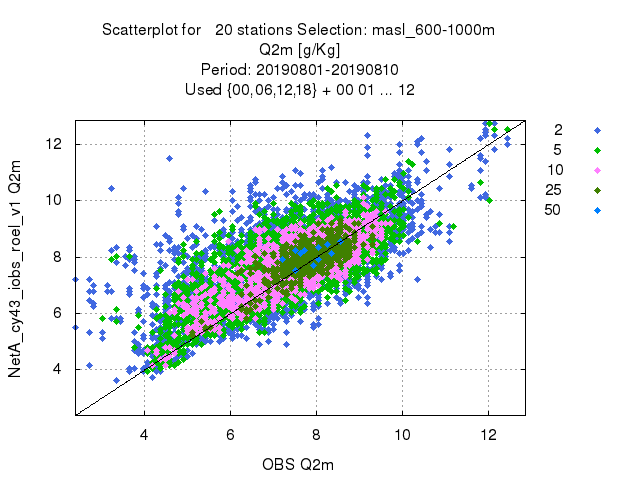 Scatterplot for 20 stations Selection: masl_600-1000m
Q2m [g/Kg]
Period: 20190801-20190810
Used {00,06,12,18} + 00 01 ... 12
2
5
10
25
50
12
10
8
6
4
NetA_cy43_iobs_roel_v1 Q2m
4 6 8 10 12
OBS Q2m